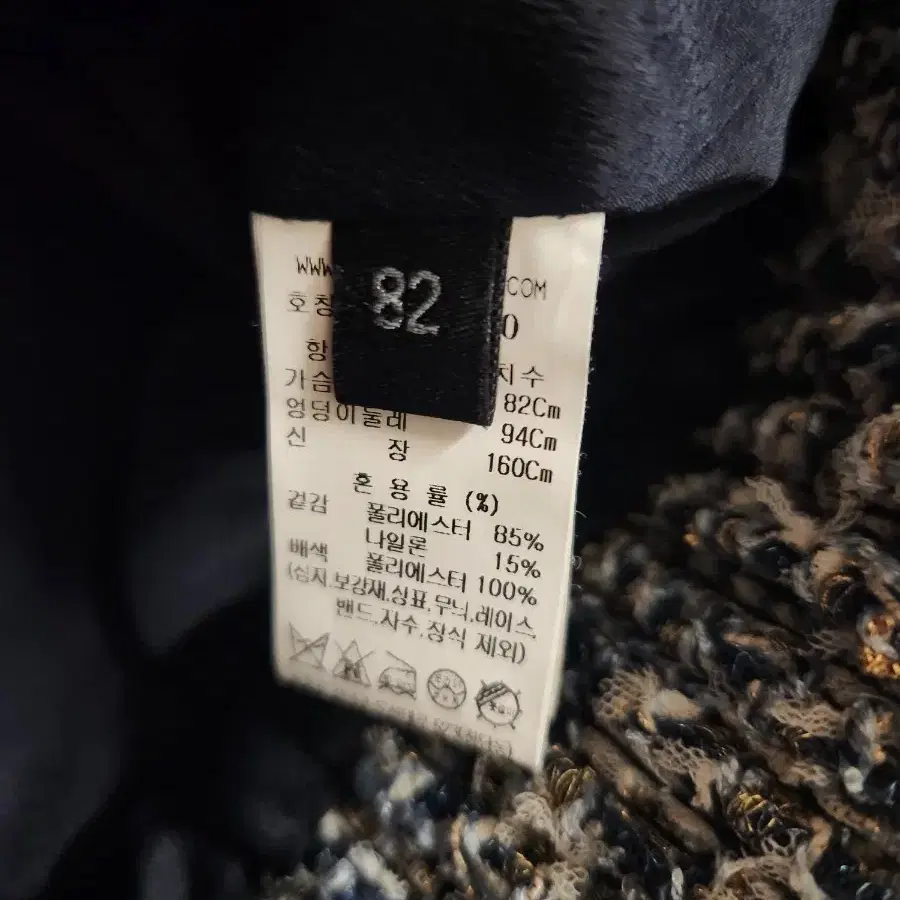 82
WWW
COM
호칭
0
항
치수
가슴
82Cm
엉덩이둘레 94Cm
신 장 160Cm
혼 용 률 (%)
겉감 폴리에스터 85%
나일론 15%
배색 폴리에스터 100%
(심지.보강재.상표.무늬.레이스.
밴드.자수.장식 제외)